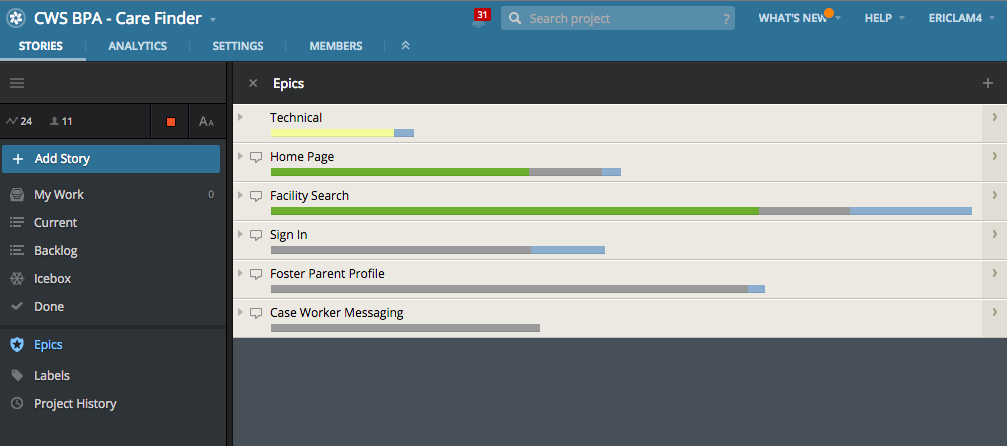 CWS BPA - Care Finder
31
Search project
?
WHAT'S NEW
HELP
ERICLAM4
STORIES
ANALYTICS
SETTINGS
MEMBERS
Epics
24
11
AA
+ Add Story
Technical
My Work 0
Home Page
Current
Facility Search
Backlog
Sign In
Icebox
Foster Parent Profile
Done
Case Worker Messaging
Epics
Labels
Project History